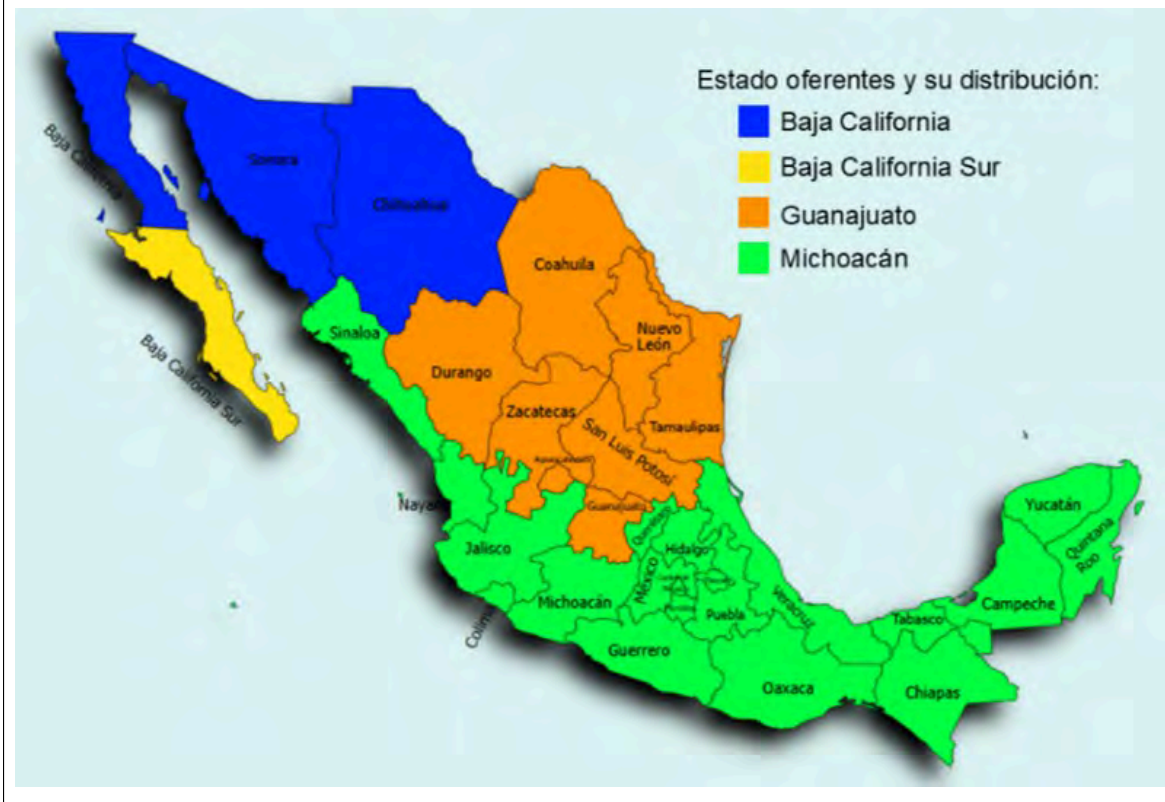 Estado oferentes y su distribución:
Baja California
Baja California Sur
Guanajuato
Michoacán
Baja California
Sonora
Chihuahua
Coahuila
Nuevo
León
Sinaloa
Durango
Baja California Sur
Zacatecas
Tamaulipas
San Luis Potosí
Guanajuato
Querétaro
Yucatán
Quintana
Roo
Jalisco
Hidalgo
México
Michoacán
Colima
Puebla
Veracruz
Tabasco
Campeche
Guerrero
Oaxaca
Chiapas